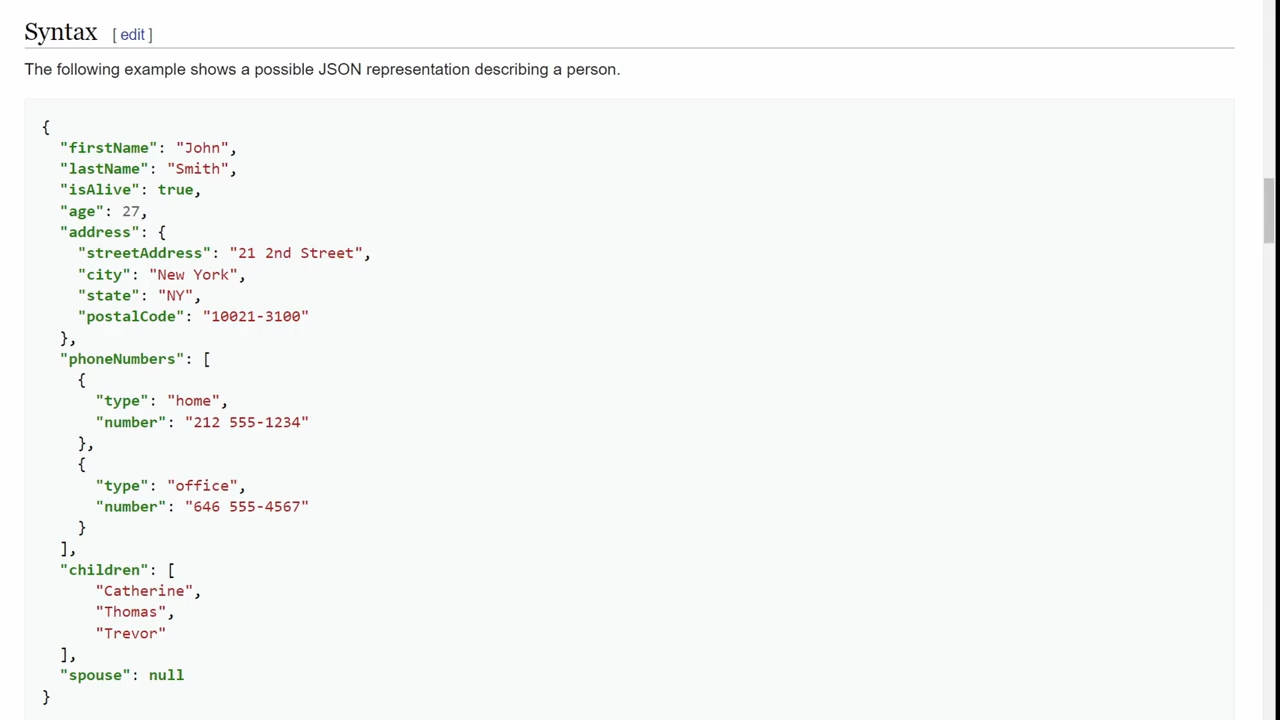 Syntax [ edit ]
The following example shows a possible JSON representation describing a person.
{
  "firstName": "John",
  "lastName": "Smith",
  "isAlive": true,
  "age": 27,
  "address": {
    "streetAddress": "21 2nd Street",
    "city": "New York",
    "state": "NY",
    "postalCode": "10021-3100"
  },
  "phoneNumbers": [
    {
      "type": "home",
      "number": "212 555-1234"
    },
    {
      "type": "office",
      "number": "646 555-4567"
    }
  ],
  "children": [
      "Catherine",
      "Thomas",
      "Trevor"
  ],
  "spouse": null
}